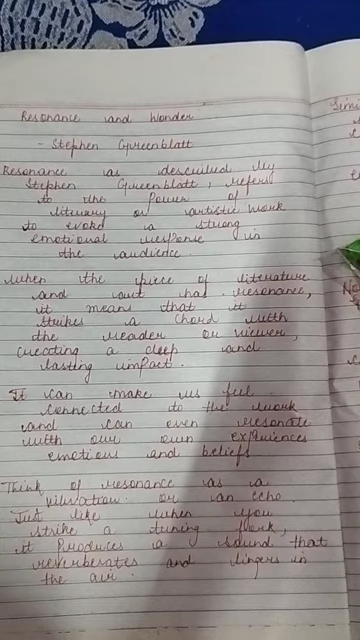 Resonance and Wonder
- Stephen Greenblatt
Resonance as described by
Stephen Greenblatt, refers
to the Power of
literary or artistic work
to evoke a strong
emotional response in
the audience.
When the piece of literature
and art has resonance,
it means that it
strikes a chord with
the reader or viewer,
creating a deep and
lasting impact.
It can make us feel
connected to the work
and can even resonate
with our own experiences
emotions and beliefs
Think of resonance as a
vibration or an echo.
Just like when you
strike a tuning fork,
it Produces a sound that
reverberates and lingers in
the air.